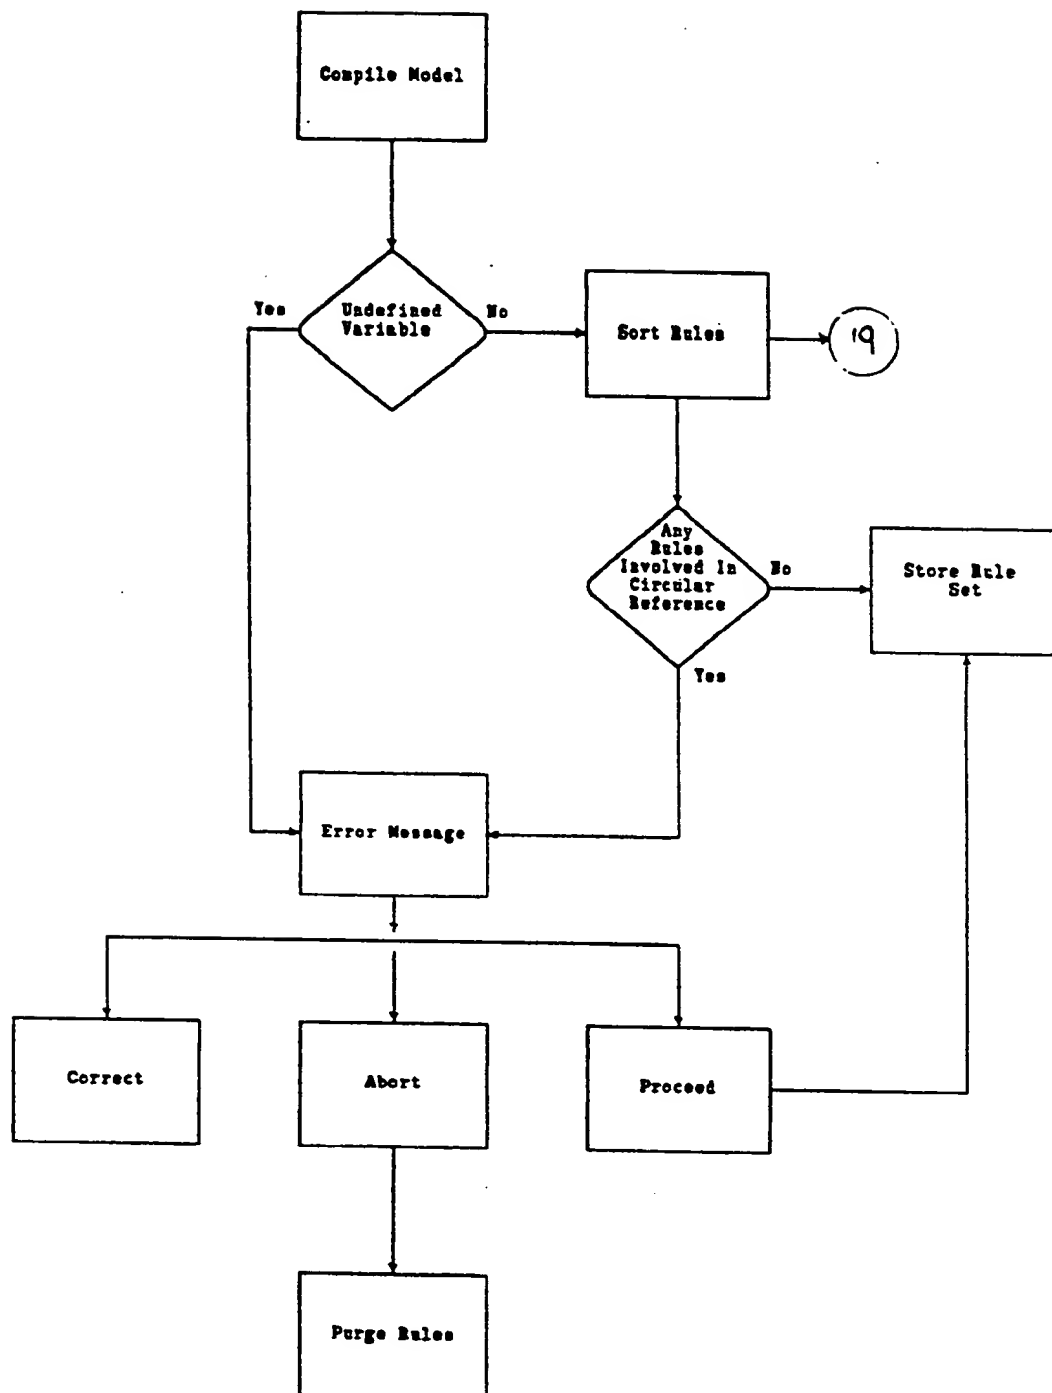 Compile Model
Yes
Undefined
Variable
No
Sort Rules
19
Any
Rules
Involved In
Circular
Reference
No
Store Rule
Set
Yes
Error Message
Correct
Abort
Proceed
Purge Rules